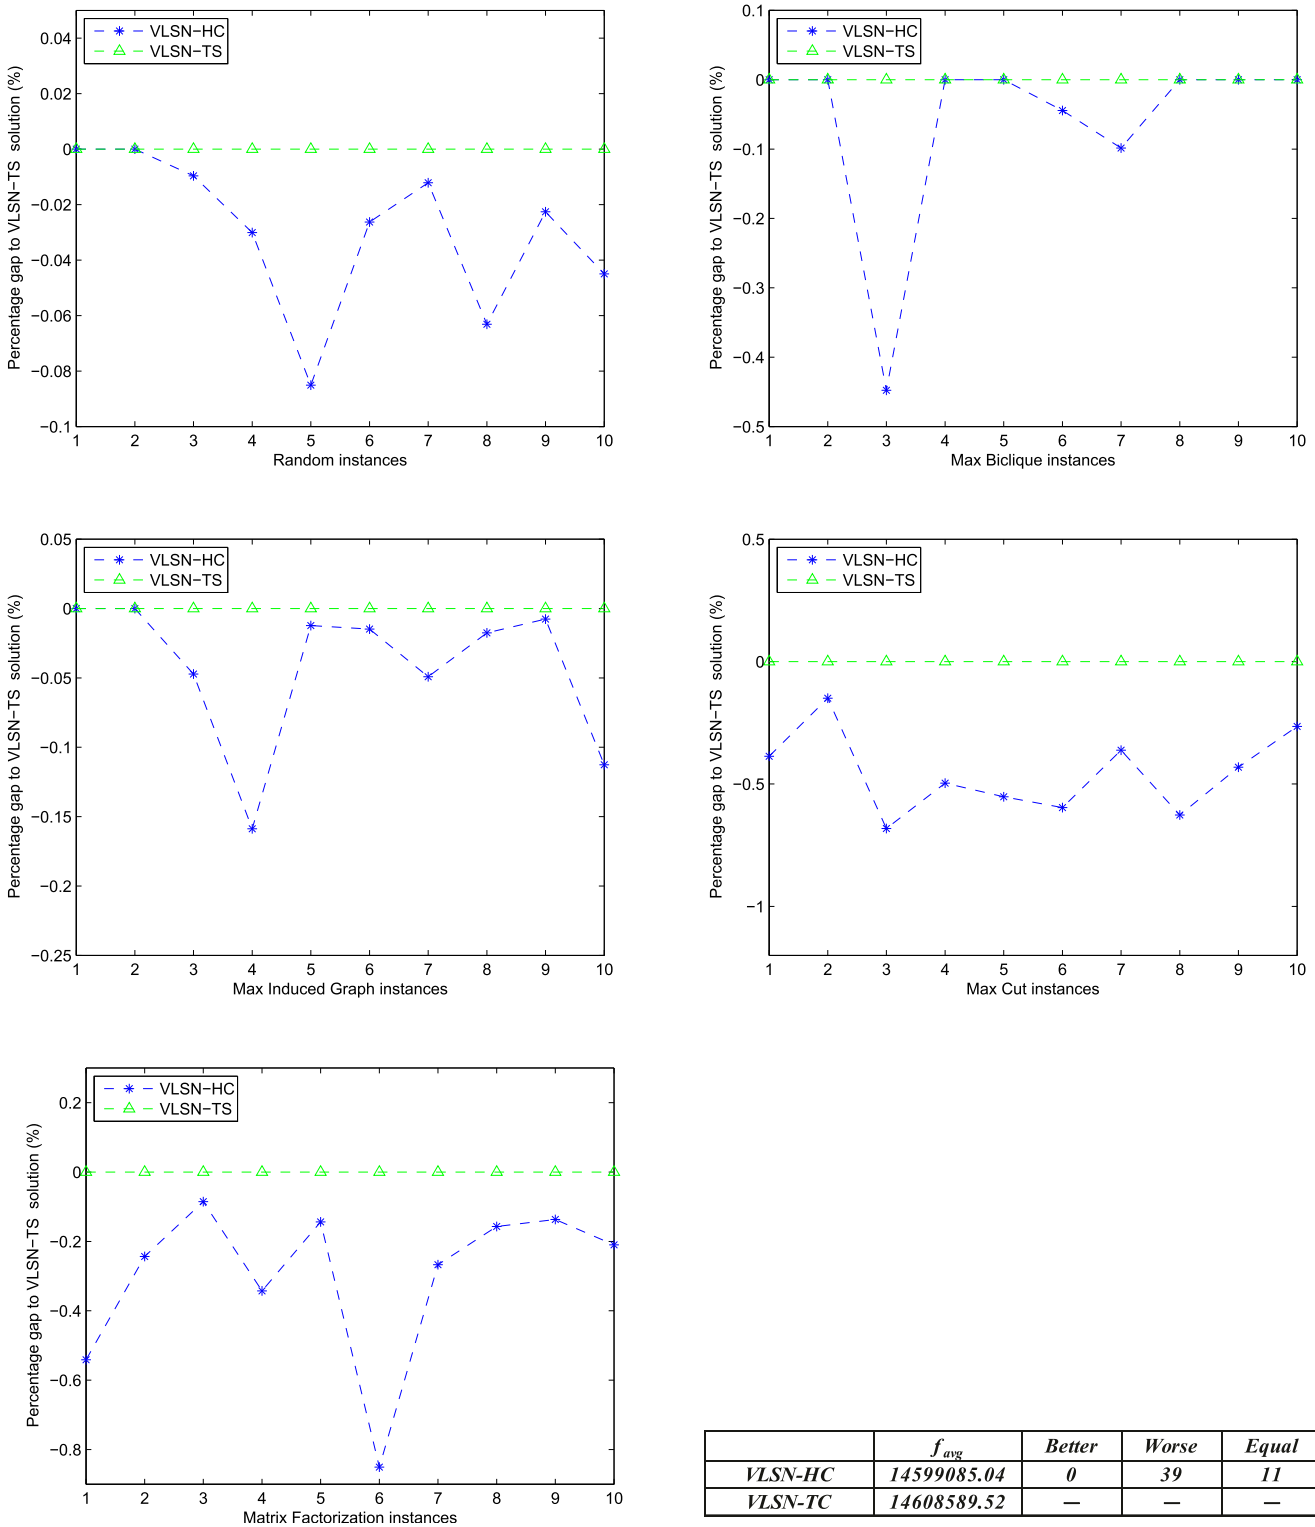 VLSN−HC
VLSN−TS
Percentage gap to VLSN−TS solution (%)
0.04
0.02
0
−0.02
−0.04
−0.06
−0.08
−0.1
1 2 3 4 5 6 7 8 9 10
Random instances
VLSN−HC
VLSN−TS
Percentage gap to VLSN−TS solution (%)
0.1
0
−0.1
−0.2
−0.3
−0.4
−0.5
1 2 3 4 5 6 7 8 9 10
Max Biclique instances
VLSN−HC
VLSN−TS
Percentage gap to VLSN−TS solution (%)
0.05
0
−0.05
−0.1
−0.15
−0.2
−0.25
1 2 3 4 5 6 7 8 9 10
Max Induced Graph instances
VLSN−HC
VLSN−TS
Percentage gap to VLSN−TS solution (%)
0.5
0
−0.5
−1
1 2 3 4 5 6 7 8 9 10
Max Cut instances
VLSN−HC
VLSN−TS
Percentage gap to VLSN−TS solution (%)
0.2
0
−0.2
−0.4
−0.6
−0.8
1 2 3 4 5 6 7 8 9 10
Matrix Factorization instances
f avg Better Worse Equal
VLSN-HC 14599085.04 0 39 11
VLSN-TC 14608589.52 — — —